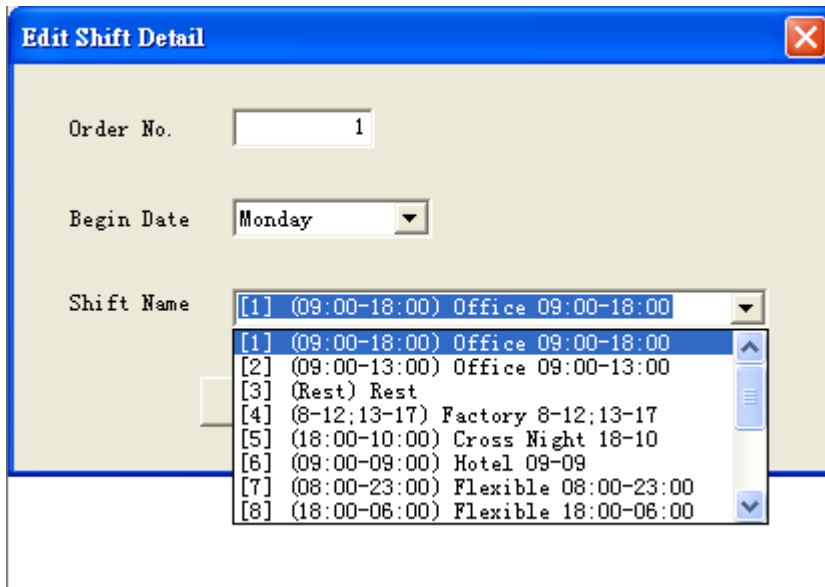 Edit Shift Detail
Order No. 1
Begin Date Monday
Shift Name [1] (09:00-18:00) Office 09:00-18:00
[1] (09:00-18:00) Office 09:00-18:00
[2] (09:00-13:00) Office 09:00-13:00
[3] (Rest) Rest
[4] (8-12;13-17) Factory 8-12;13-17
[5] (18:00-10:00) Cross Night 18-10
[6] (09:00-09:00) Hotel 09-09
[7] (08:00-23:00) Flexible 08:00-23:00
[8] (18:00-06:00) Flexible 18:00-06:00